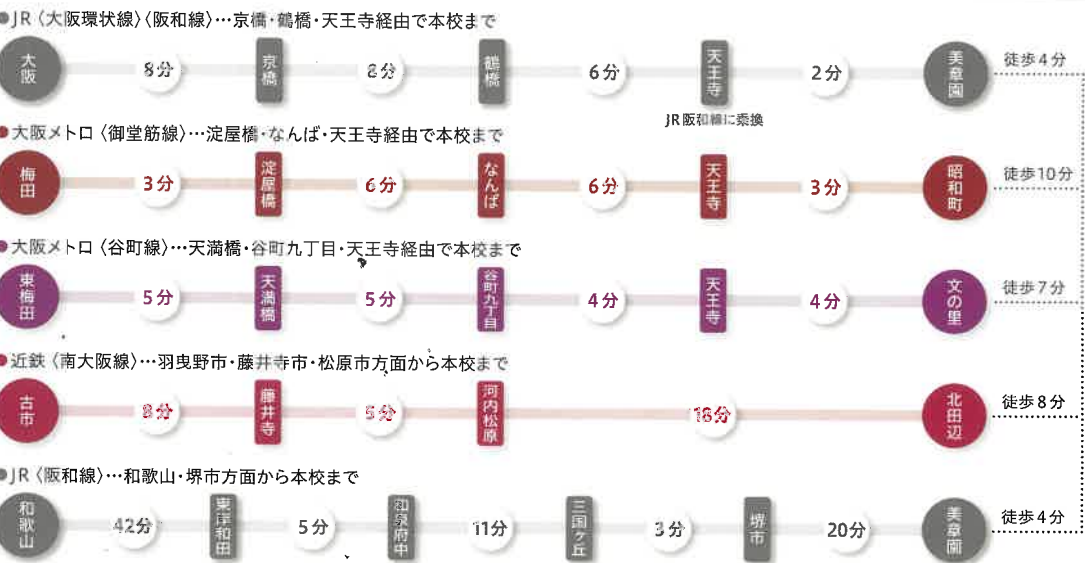 ●JR〈大阪環状線〉〈阪和線〉…京橋・鶴橋・天王寺経由で本校まで
大阪 8分 京橋 8分 鶴橋 6分 天王寺 2分 美章園 徒歩4分
JR阪和線に乗換
●大阪メトロ〈御堂筋線〉…淀屋橋・なんば・天王寺経由で本校まで
梅田 3分 淀屋橋 6分 なんば 6分 天王寺 3分 昭和町 徒歩10分
●大阪メトロ〈谷町線〉…天満橋・谷町九丁目・天王寺経由で本校まで
東梅田 5分 天満橋 5分 谷町九丁目 4分 天王寺 4分 文の里 徒歩7分
●近鉄〈南大阪線〉…羽曳野市・藤井寺市・松原市方面から本校まで
古市 8分 藤井寺 5分 河内松原 18分 北田辺 徒歩8分
●JR〈阪和線〉…和歌山・堺市方面から本校まで
和歌山 42分 東岸和田 5分 和泉府中 11分 三国ヶ丘 3分 堺市 20分 美章園 徒歩4分